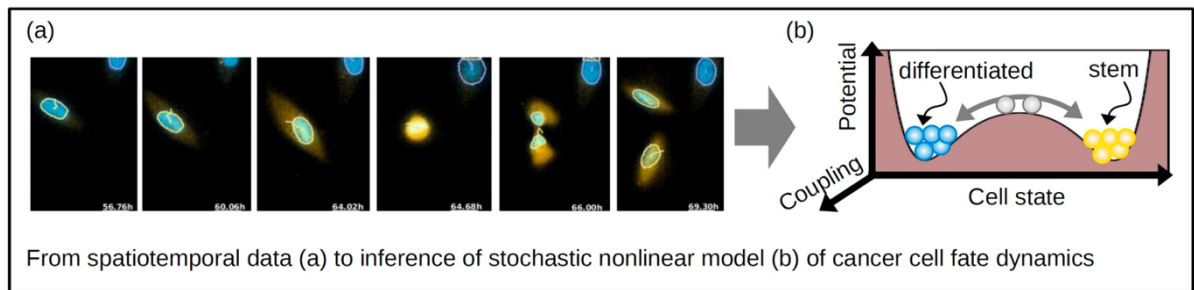 (a)
56.76h
60.06h
64.02h
64.68h
66.00h
69.30h
(b)
Potential
differentiated
stem
Coupling
Cell state
From spatiotemporal data (a) to inference of stochastic nonlinear model (b) of cancer cell fate dynamics